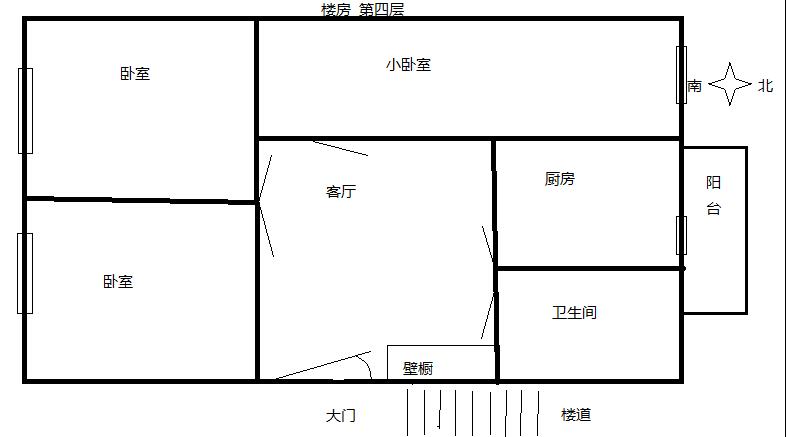 楼房 第四层
卧室
小卧室
南
北
客厅
厨房
阳
台
卧室
卫生间
壁橱
大门
楼道